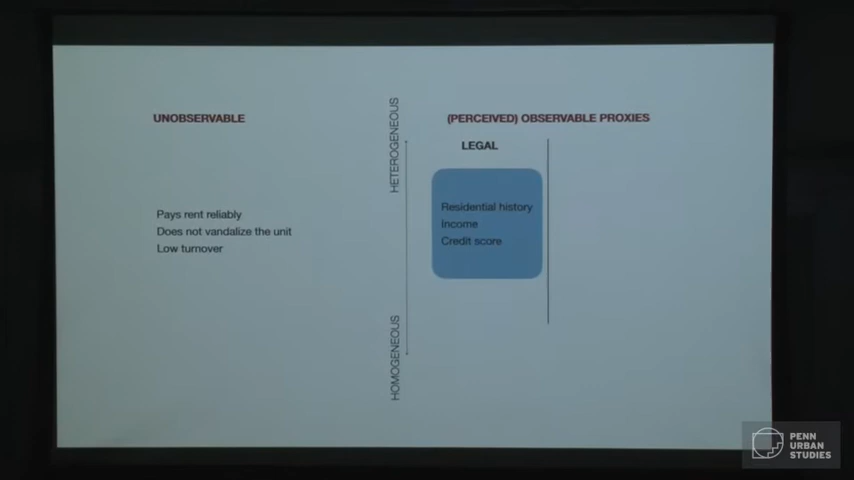 UNOBSERVABLE
Pays rent reliably
Does not vandalize the unit
Low turnover
HETEROGENEOUS
HOMOGENEOUS
(PERCEIVED) OBSERVABLE PROXIES
LEGAL
Residential history
Income
Credit score
PENN
URBAN
STUDIES